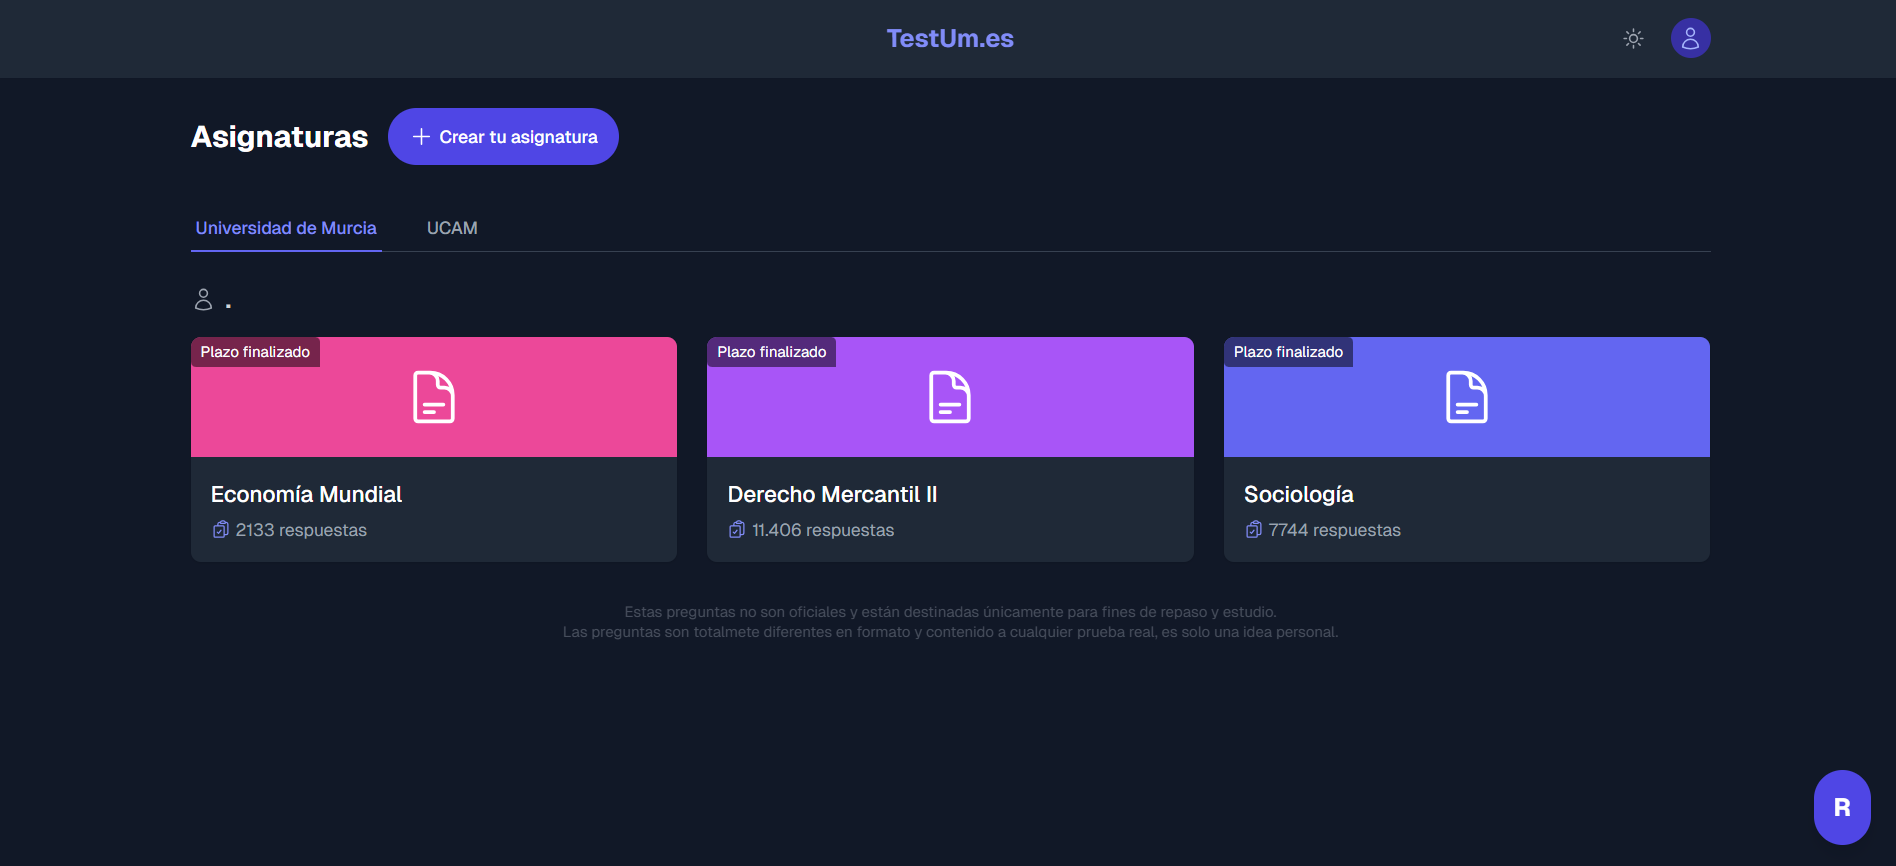 TestUm.es
Asignaturas
Crear tu asignatura
Universidad de Murcia
UCAM
.
Plazo finalizado
Economía Mundial
2133 respuestas
Plazo finalizado
Derecho Mercantil II
11.406 respuestas
Plazo finalizado
Sociología
7744 respuestas
Estas preguntas no son oficiales y están destinadas únicamente para fines de repaso y estudio.
Las preguntas son totalmete diferentes en formato y contenido a cualquier prueba real, es solo una idea personal.
R